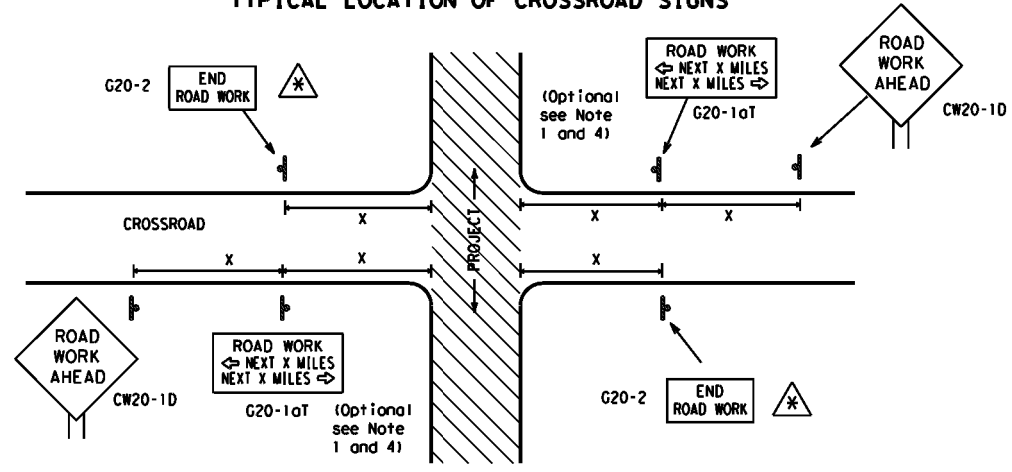 TYPICAL LOCATION OF CROSSROAD SIGNS
G20-2
END
ROAD WORK
*
(Optional
see Note
1 and 4)
ROAD WORK
⇦ NEXT X MILES
NEXT X MILES ⇨
G20-1aT
ROAD
WORK
AHEAD
CW20-1D
CROSSROAD
X
X
X
X
X
X
PROJECT
ROAD
WORK
AHEAD
CW20-1D
ROAD WORK
⇦ NEXT X MILES
NEXT X MILES ⇨
G20-1aT
(Optional
see Note
1 and 4)
G20-2
END
ROAD WORK
*